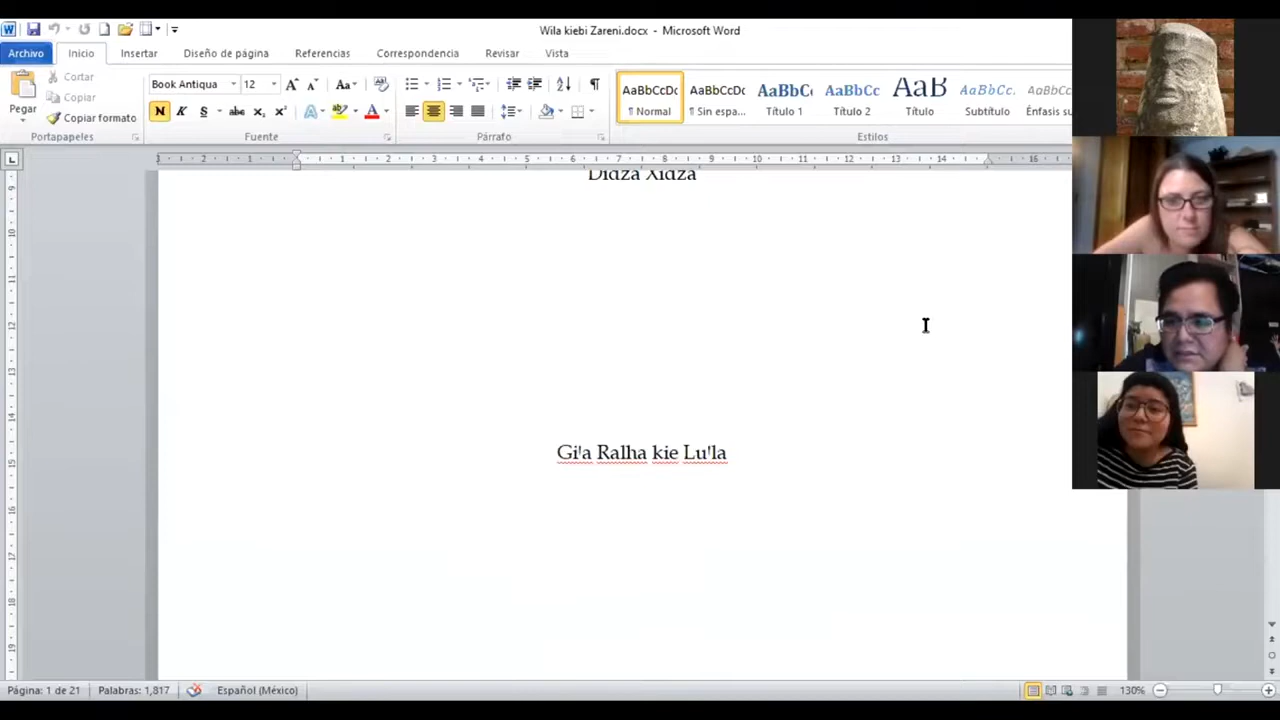 Wila kiebi Zareni.docx - Microsoft Word
Archivo Inicio Insertar Diseño de página Referencias Correspondencia Revisar Vista
Pegar
Cortar
Copiar
Copiar formato
Portapapeles
Book Antiqua 12
N K S abc x₂ x²
Fuente
Párrafo
AaBbCcDc AaBbCcDc AaBbC AaBbCc AaB AaBbCc. AaBbCc
¶ Normal ¶ Sin espa... Título 1 Título 2 Título Subtítulo Énfasis su
Estilos
Didza Xidza
Gi'a Ralha kie Lu'la
Página: 1 de 21 Palabras: 1,817 Español (México) 130%